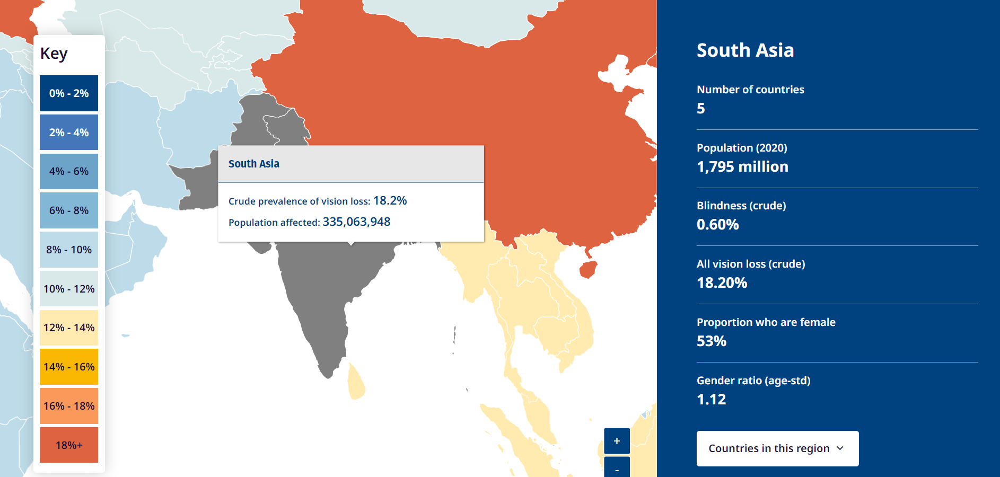 Key
0% - 2%
2% - 4%
4% - 6%
6% - 8%
8% - 10%
10% - 12%
12% - 14%
14% - 16%
16% - 18%
18%+
South Asia
Crude prevalence of vision loss: 18.2%
Population affected: 335,063,948
+
-
South Asia
Number of countries
5
Population (2020)
1,795 million
Blindness (crude)
0.60%
All vision loss (crude)
18.20%
Proportion who are female
53%
Gender ratio (age-std)
1.12
Countries in this region